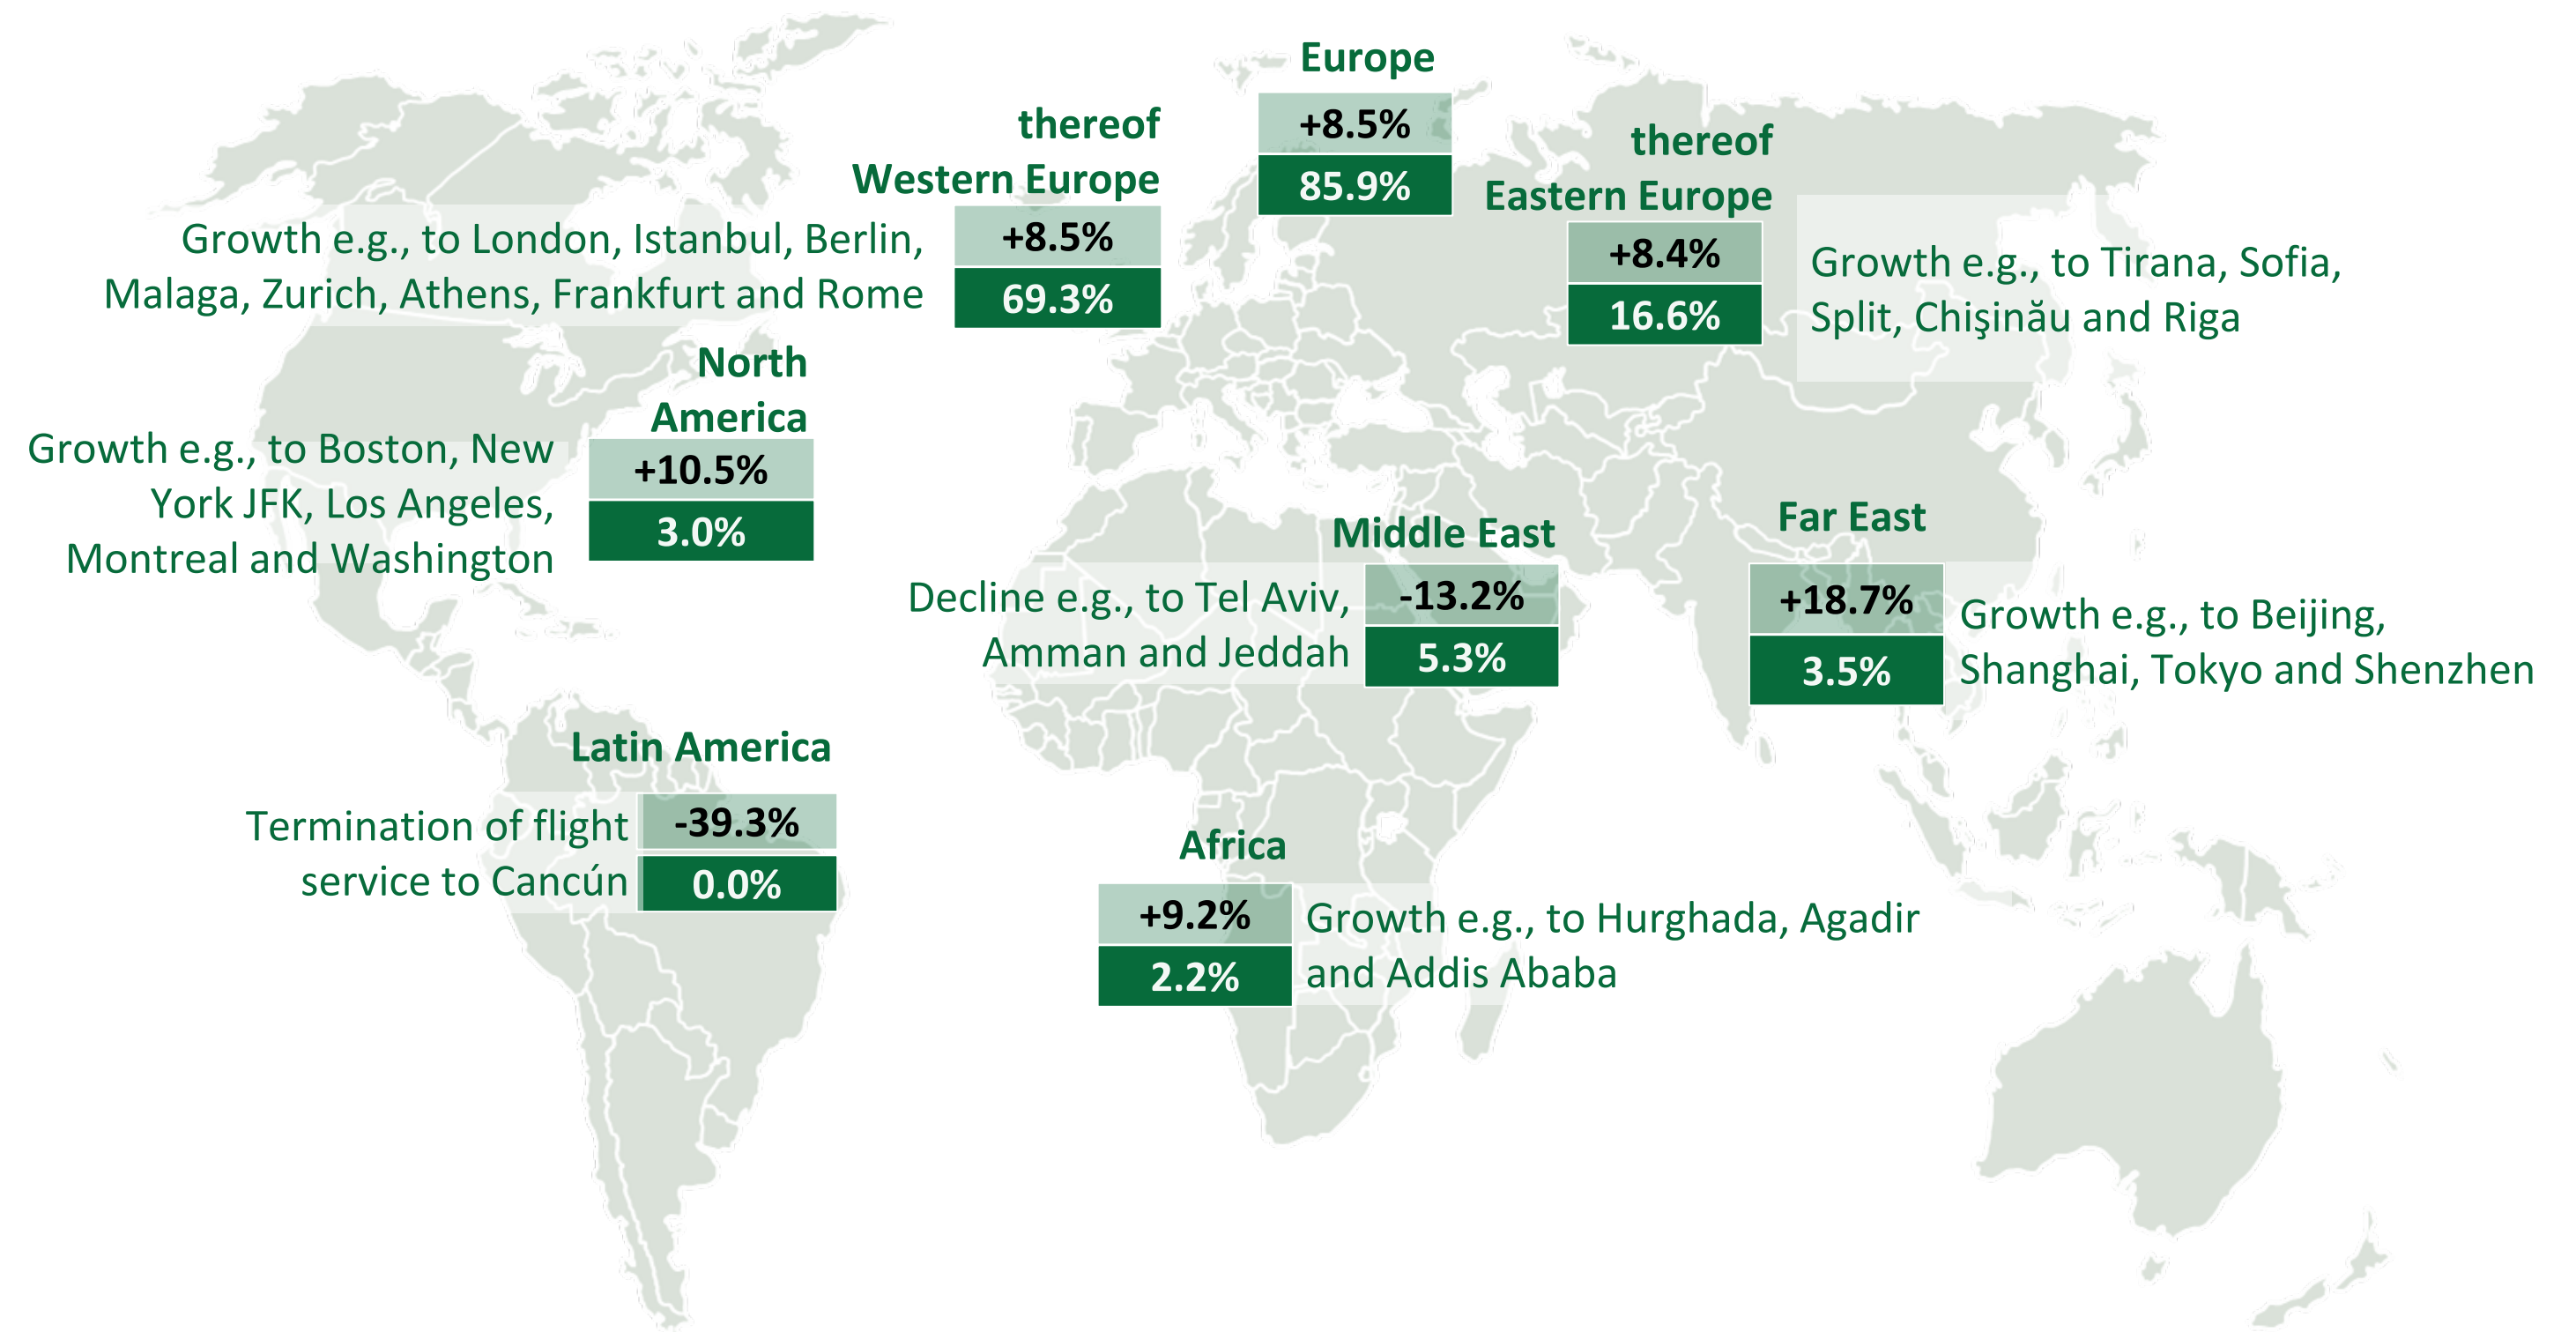 Europe
+8.5%
85.9%
thereof
Western Europe
+8.5%
69.3%
Growth e.g., to London, Istanbul, Berlin,
Malaga, Zurich, Athens, Frankfurt and Rome
thereof
Eastern Europe
+8.4%
16.6%
Growth e.g., to Tirana, Sofia,
Split, Chişinău and Riga
North
America
+10.5%
3.0%
Growth e.g., to Boston, New
York JFK, Los Angeles,
Montreal and Washington
Middle East
-13.2%
5.3%
Decline e.g., to Tel Aviv,
Amman and Jeddah
Far East
+18.7%
3.5%
Growth e.g., to Beijing,
Shanghai, Tokyo and Shenzhen
Latin America
-39.3%
0.0%
Termination of flight
service to Cancún
Africa
+9.2%
2.2%
Growth e.g., to Hurghada, Agadir
and Addis Ababa